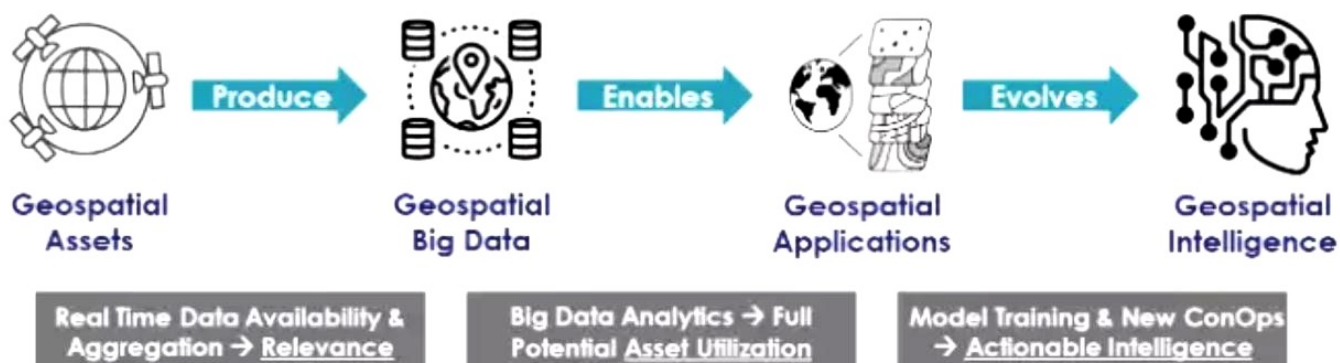 Produce
Enables
Evolves
Geospatial
Assets
Geospatial
Big Data
Geospatial
Applications
Geospatial
Intelligence
Real Time Data Availability &
Aggregation → Relevance
Big Data Analytics → Full
Potential Asset Utilization
Model Training & New ConOps
→ Actionable Intelligence